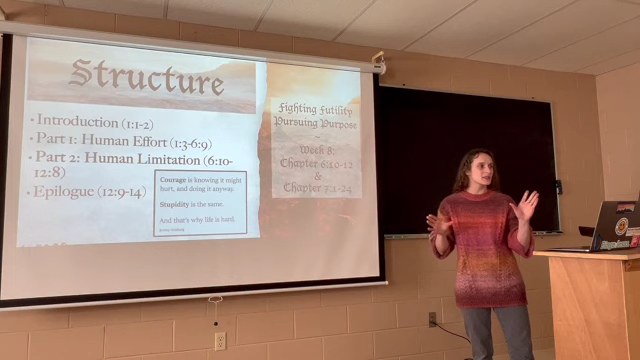 Structure
• Introduction (1:1-2)
• Part 1: Human Effort (1:3-6:9)
• Part 2: Human Limitation (6:10-
12:8)
• Epilogue (12:9-14)
Courage is knowing it might
hurt, and doing it anyway.
Stupidity is the same.
And that's why life is hard.
Fighting Futility
Pursuing Purpose
~
Week 8:
Chapter 6:10-12
&
Chapter 7:1-24